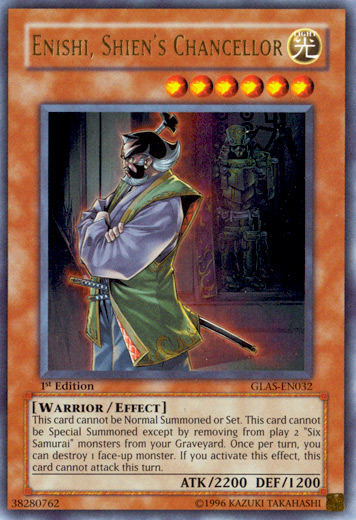 Enishi, Shien's Chancellor
LIGHT
光
1st Edition
GLAS-EN032
[Warrior / Effect]
This card cannot be Normal Summoned or Set. This card cannot
be Special Summoned except by removing from play 2 "Six
Samurai" monsters from your Graveyard. Once per turn, you
can destroy 1 face-up monster. If you activate this effect, this
card cannot attack this turn.
ATK/2200 DEF/1200
38280762
©1996 KAZUKI TAKAHASHI